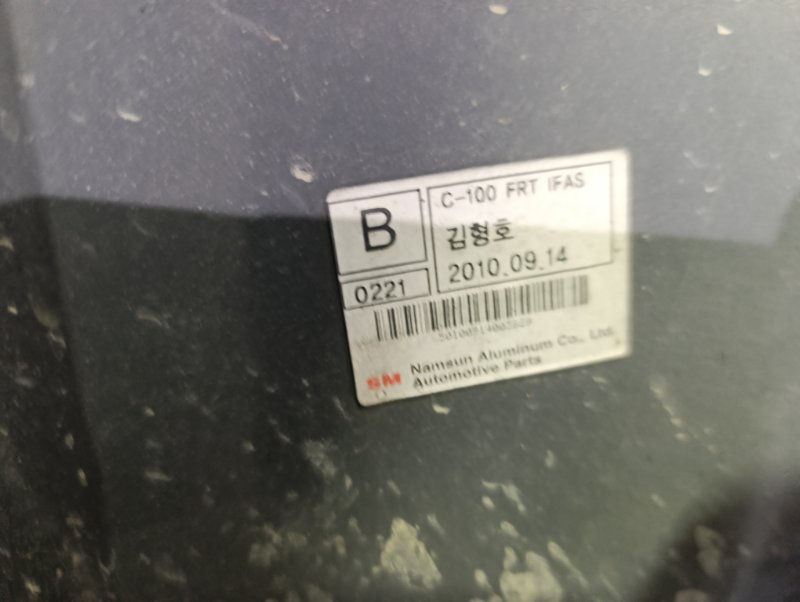 B
C-100 FRT IFAS
김형호
2010.09.14
0221
SM
Namsun Aluminum Co., Ltd.
Automotive Parts